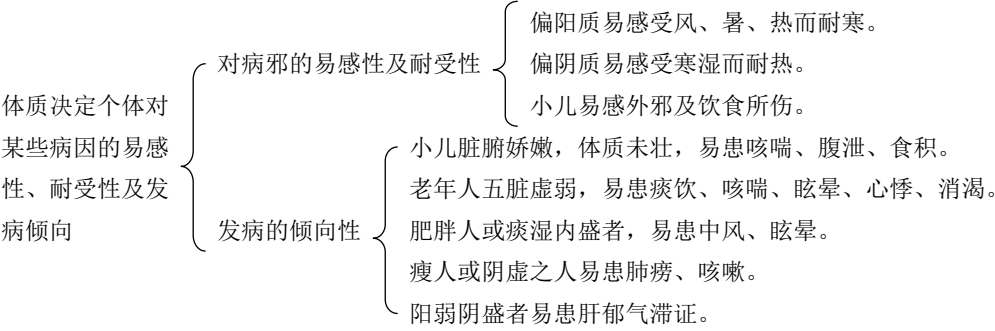 体质决定个体对
某些病因的易感
性、耐受性及发
病倾向
对病邪的易感性及耐受性
偏阳质易感受风、暑、热而耐寒。
偏阴质易感受寒湿而耐热。
小儿易感外邪及饮食所伤。
发病的倾向性
小儿脏腑娇嫩，体质未壮，易患咳喘、腹泄、食积。
老年人五脏虚弱，易患痰饮、咳喘、眩晕、心悸、消渴。
肥胖人或痰湿内盛者，易患中风、眩晕。
瘦人或阴虚之人易患肺痨、咳嗽。
阳弱阴盛者易患肝郁气滞证。